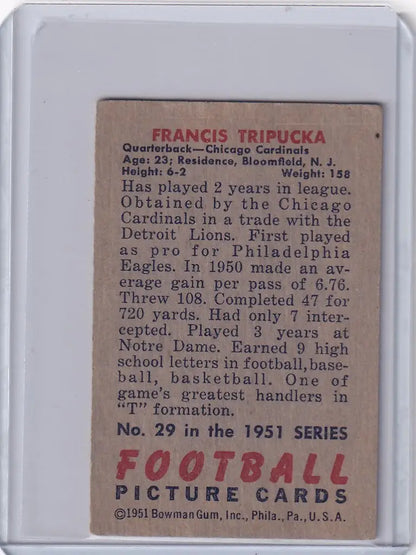 FRANCIS TRIPUCKA
Quarterback—Chicago Cardinals
Age: 23; Residence, Bloomfield, N. J.
Height: 6-2 Weight: 158
Has played 2 years in league.
Obtained by the Chicago
Cardinals in a trade with the
Detroit Lions. First played
as pro for Philadelphia
Eagles. In 1950 made an av-
erage gain per pass of 6.76.
Threw 108. Completed 47 for
720 yards. Had only 7 inter-
cepted. Played 3 years at
Notre Dame. Earned 9 high
school letters in football, base-
ball, basketball. One of
game's greatest handlers in
"T" formation.
No. 29 in the 1951 SERIES
FOOTBALL
PICTURE CARDS
©1951 Bowman Gum, Inc., Phila., Pa., U.S.A.